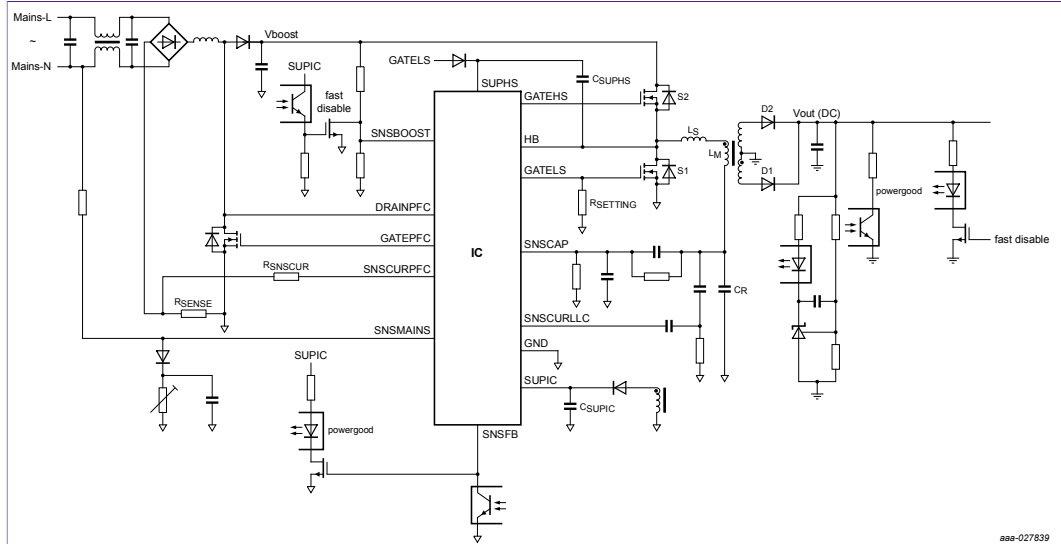 Mains-L
~
Mains-N
Vboost
SUPIC
fast
disable
GATELS
SUPHS
CSUPHS
GATEHS
S2
SNSBOOST
HB
LS
LM
D2
Vout (DC)
D1
GATELS
S1
RSETTING
powergood
fast disable
DRAINPFC
GATEPFC
IC
SNSCAP
RSNSCUR
SNSCURPFC
RSENSE
CR
SNSCURLLC
SNSMAINS
GND
SUPIC
SUPIC
CSUPIC
powergood
SNSFB
aaa-027839